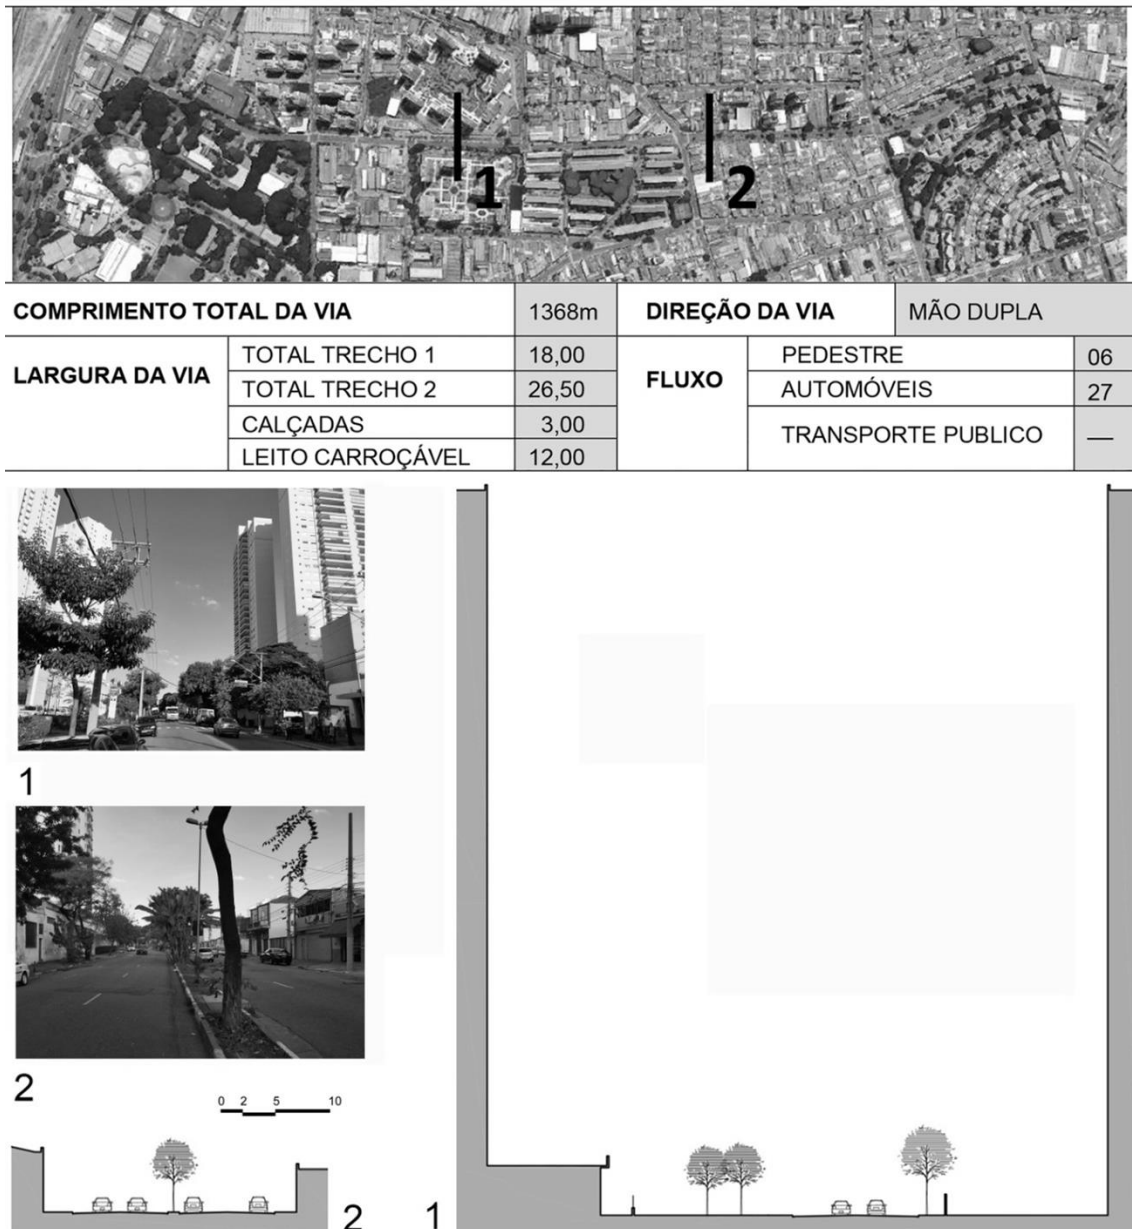 1
2
COMPRIMENTO TOTAL DA VIA 1368m DIREÇÃO DA VIA MÃO DUPLA
LARGURA DA VIA
TOTAL TRECHO 1 18,00
TOTAL TRECHO 2 26,50
CALÇADAS 3,00
LEITO CARROÇÁVEL 12,00
FLUXO
PEDESTRE 06
AUTOMÓVEIS 27
TRANSPORTE PUBLICO —
1
2
0 2 5 10
2
1